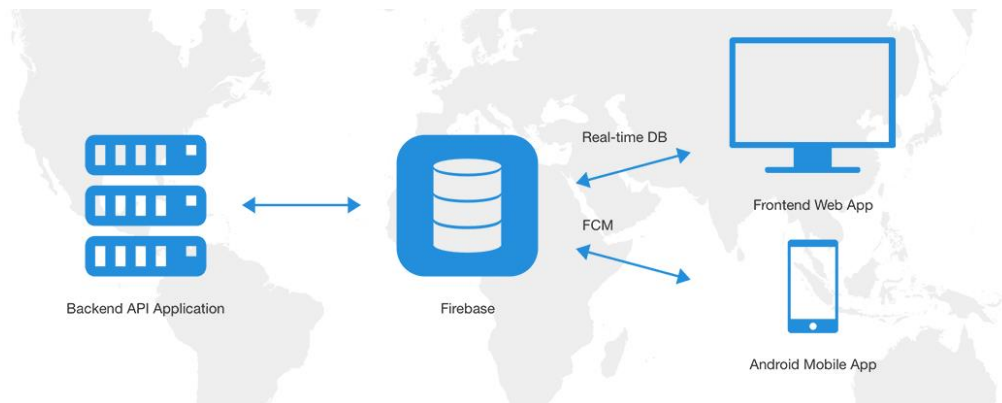 Real-time DB
Frontend Web App
FCM
Backend API Application
Firebase
Android Mobile App